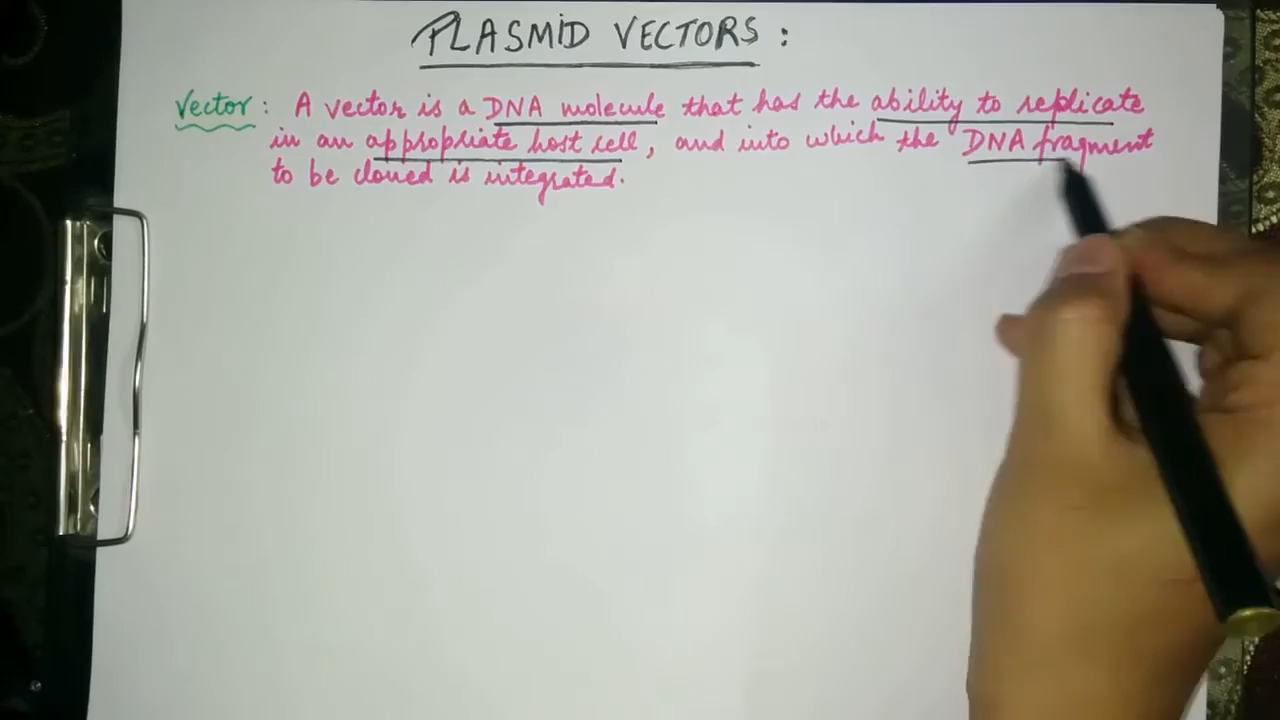 PLASMID VECTORS :
Vector : A vector is a DNA molecule that has the ability to replicate
in an appropriate host cell, and into which the DNA fragment
to be cloned is integrated.